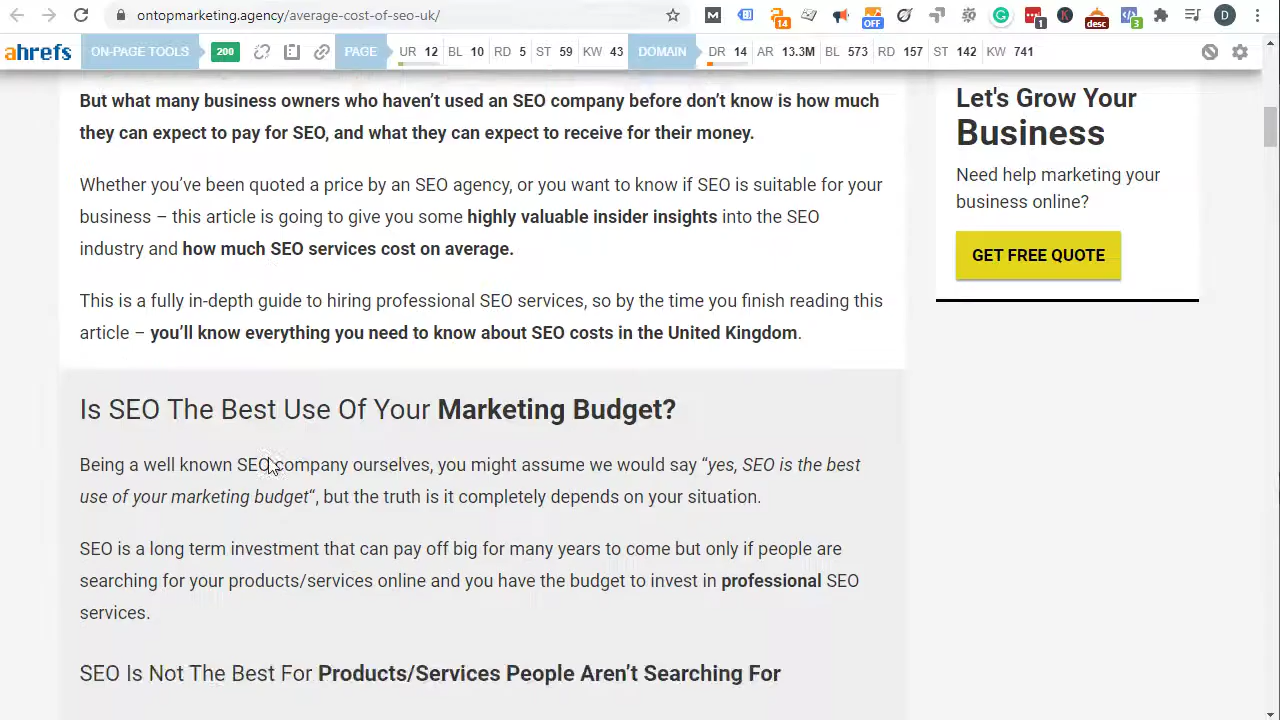 ontopmarketing.agency/average-cost-of-seo-uk/
M 14 OFF 1 K desc 3 D
ahrefs ON-PAGE TOOLS 200 PAGE UR 12 BL 10 RD 5 ST 59 KW 43 DOMAIN DR 14 AR 13.3M BL 573 RD 157 ST 142 KW 741
But what many business owners who haven’t used an SEO company before don’t know is how much
they can expect to pay for SEO, and what they can expect to receive for their money.
Whether you’ve been quoted a price by an SEO agency, or you want to know if SEO is suitable for your
business – this article is going to give you some highly valuable insider insights into the SEO
industry and how much SEO services cost on average.
This is a fully in-depth guide to hiring professional SEO services, so by the time you finish reading this
article – you’ll know everything you need to know about SEO costs in the United Kingdom.
Is SEO The Best Use Of Your Marketing Budget?
Being a well known SEO company ourselves, you might assume we would say “yes, SEO is the best
use of your marketing budget“, but the truth is it completely depends on your situation.
SEO is a long term investment that can pay off big for many years to come but only if people are
searching for your products/services online and you have the budget to invest in professional SEO
services.
SEO Is Not The Best For Products/Services People Aren’t Searching For
Let's Grow Your
Business
Need help marketing your
business online?
GET FREE QUOTE